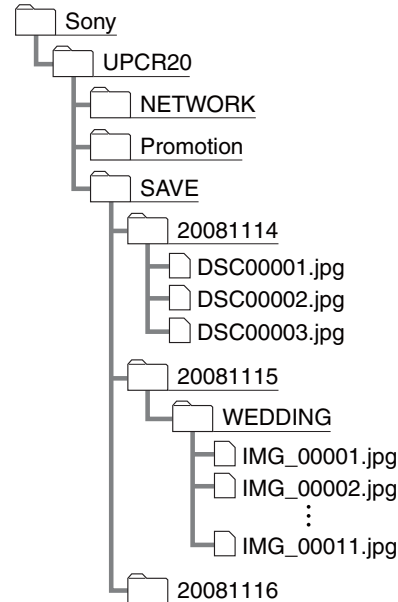 Sony
UPCR20
NETWORK
Promotion
SAVE
20081114
DSC00001.jpg
DSC00002.jpg
DSC00003.jpg
20081115
WEDDING
IMG_00001.jpg
IMG_00002.jpg
⋮
IMG_00011.jpg
20081116